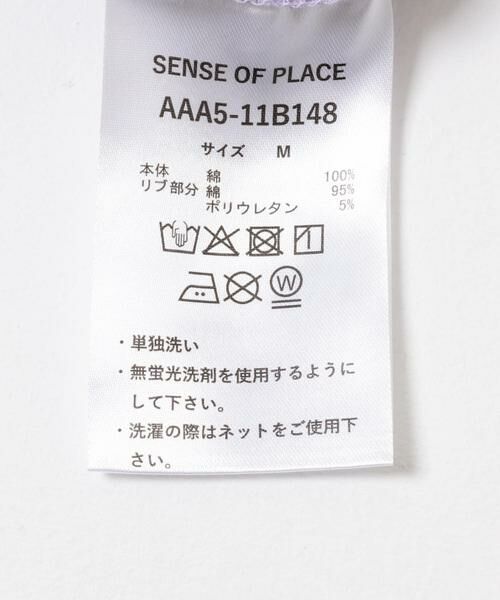 SENSE OF PLACE
AAA5-11B148
サイズ M
本体 綿 100%
リブ部分 綿 95%
ポリウレタン 5%
W
・単独洗い
・無蛍光洗剤を使用するように
して下さい。
・洗濯の際はネットをご使用下
さい。